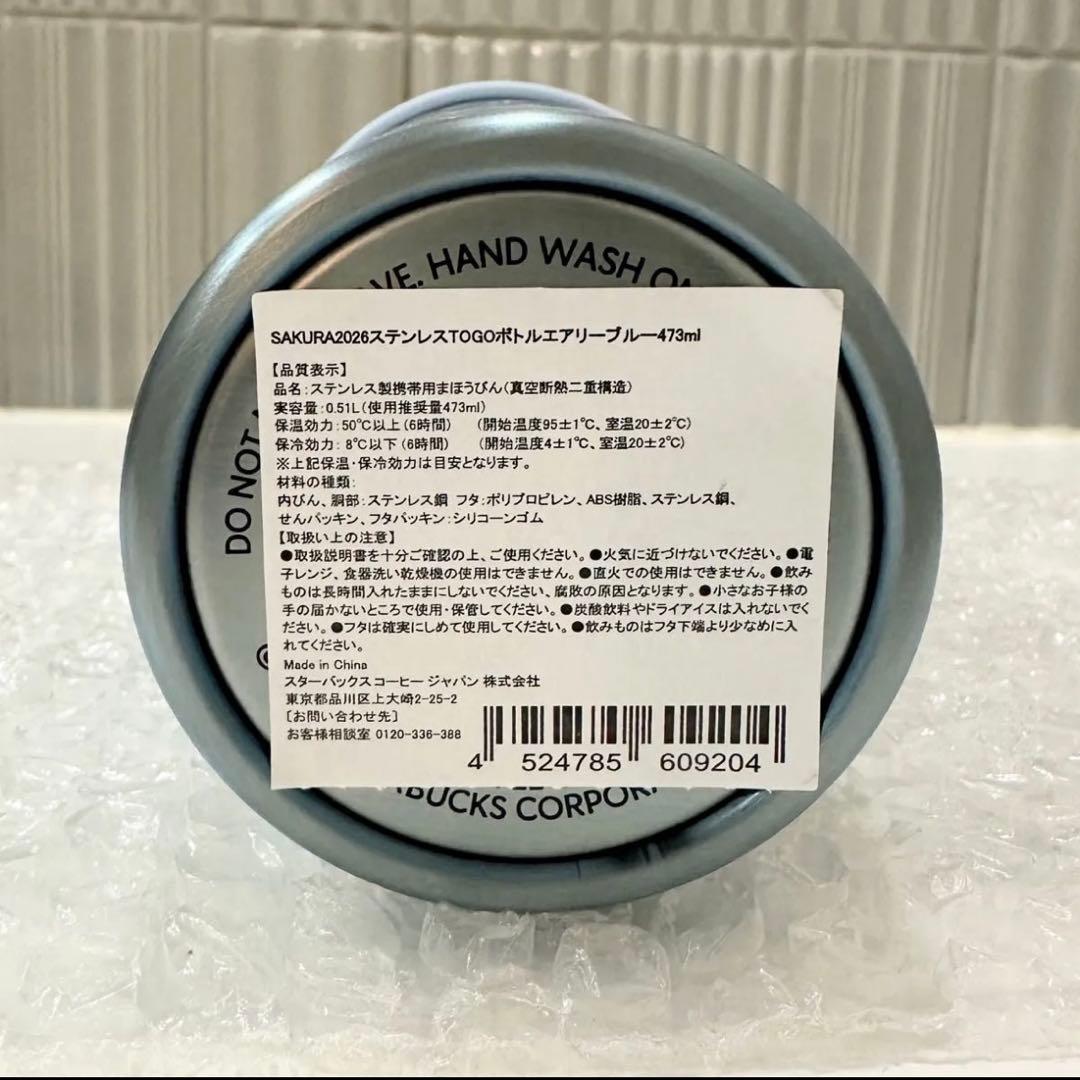 DO NOT
HAND WASH
SAKURA2026ステンレスTOGOボトルエアリーブルー473ml
【品質表示】
品名:ステンレス製携帯用まほうびん(真空断熱二重構造)
実容量:0.51L(使用推奨量473ml)
保温効力:50℃以上(6時間) (開始温度95±1℃、室温20±2℃)
保冷効力: 8℃以下(6時間) (開始温度4±1℃、室温20±2℃)
※上記保温・保冷効力は目安となります。
材料の種類:
内びん、胴部:ステンレス鋼 フタ:ポリプロピレン、ABS樹脂、ステンレス鋼、
せんパッキン、フタパッキン:シリコーンゴム
【取扱い上の注意】
●取扱説明書を十分ご確認の上、ご使用ください。●火気に近づけないでください。●電
子レンジ、食器洗い乾燥機の使用はできません。●直火での使用はできません。●飲み
ものは長時間入れたままにしないでください、腐敗の原因となります。●小さなお子様の
手の届かないところで使用・保管してください。●炭酸飲料やドライアイスは入れないでく
ださい。●フタは確実にしめて使用してください。●飲みものはフタ下端より少なめに入
れてください。
Made in China
スターバックス コーヒー ジャパン 株式会社
東京都品川区上大崎2-25-2
[お問い合わせ先]
お客様相談室 0120-336-388
4 524785 609204